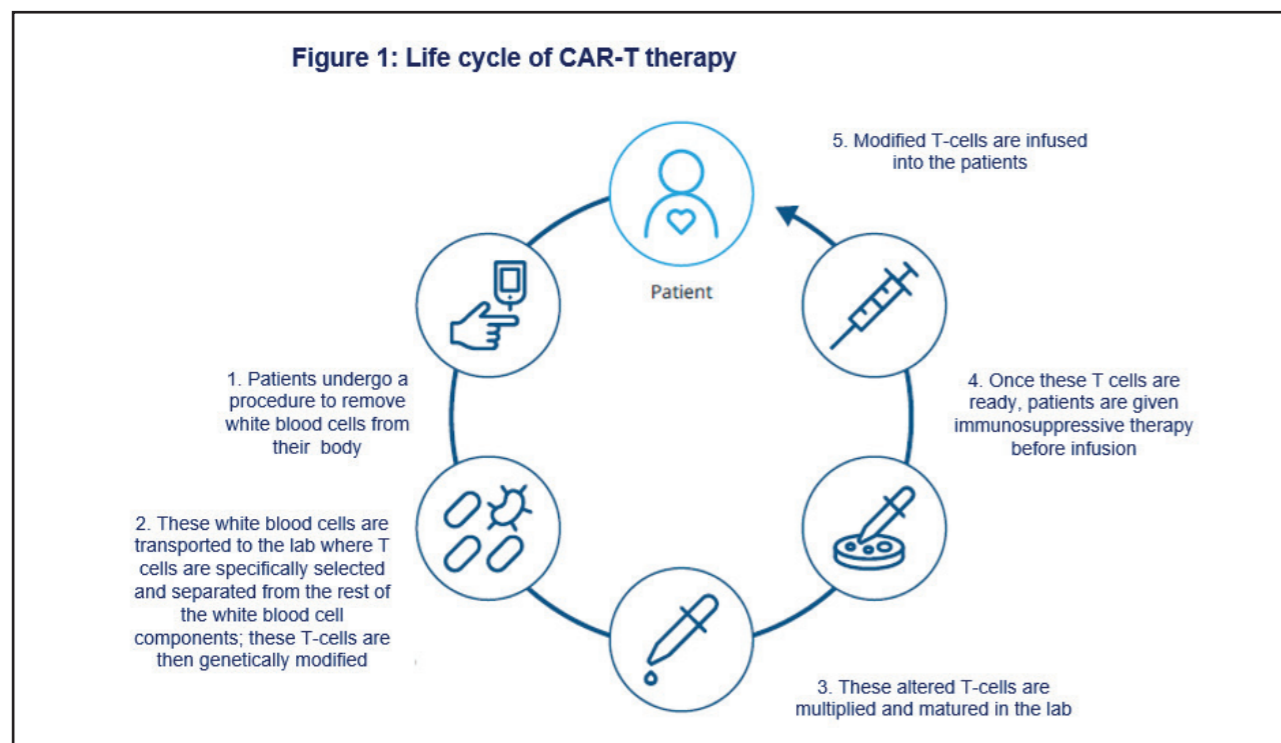 Figure 1: Life cycle of CAR-T therapy
Patient
1. Patients undergo a
procedure to remove
white blood cells from
their body
2. These white blood cells are
transported to the lab where T
cells are specifically selected
and separated from the rest of
the white blood cell
components; these T-cells are
then genetically modified
3. These altered T-cells are
multiplied and matured in the lab
4. Once these T cells are
ready, patients are given
immunosuppressive therapy
before infusion
5. Modified T-cells are infused
into the patients